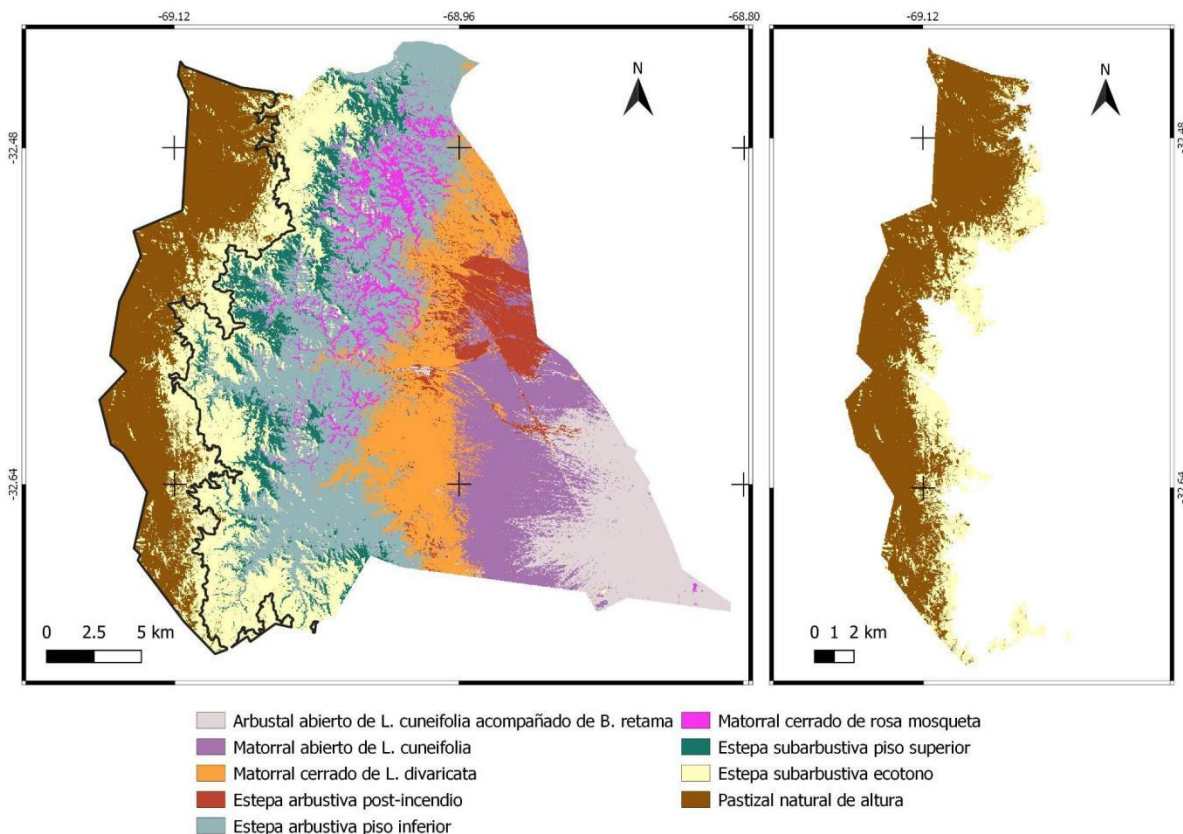 -69.12
-68.96
-68.80
-69.12
N
N
-32.48
-32.48
-32.64
-32.64
0 2.5 5 km
0 1 2 km
Arbustal abierto de L. cuneifolia acompañado de B. retama
Matorral abierto de L. cuneifolia
Matorral cerrado de L. divaricata
Estepa arbustiva post-incendio
Estepa arbustiva piso inferior
Matorral cerrado de rosa mosqueta
Estepa subarbustiva piso superior
Estepa subarbustiva ecotono
Pastizal natural de altura